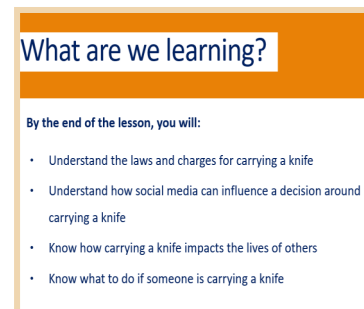 What are we learning?
By the end of the lesson, you will:
• Understand the laws and charges for carrying a knife
• Understand how social media can influence a decision around
carrying a knife
• Know how carrying a knife impacts the lives of others
• Know what to do if someone is carrying a knife